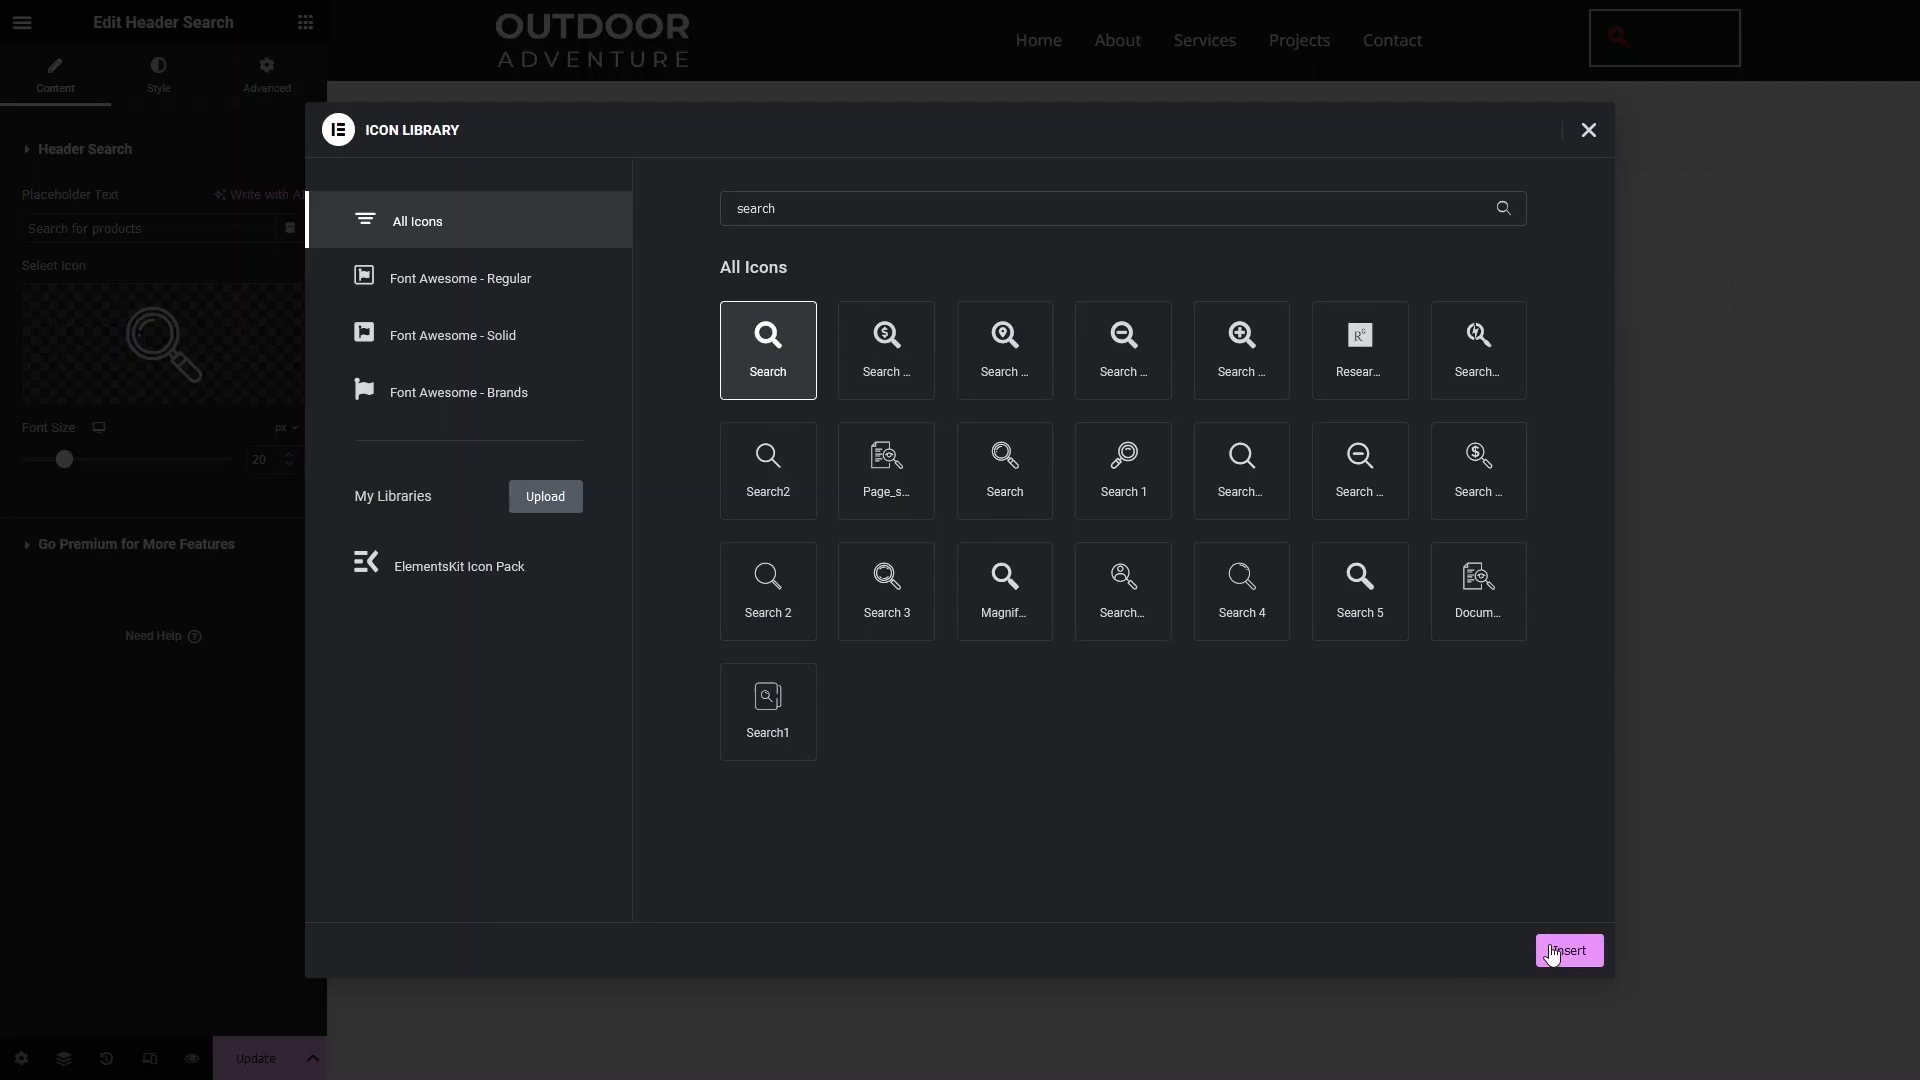 Edit Header Search
OUTDOOR
ADVENTURE
Home
About
Services
Projects
Contact
Content
Style
Advanced
ICON LIBRARY
Header Search
Placeholder Text
Write with A
Search for products
Select Icon
Font Size
px
20
Go Premium for More Features
Need Help
Update
All Icons
Font Awesome - Regular
Font Awesome - Solid
Font Awesome - Brands
My Libraries
Upload
ElementsKit Icon Pack
search
All Icons
Search
Search ...
Search ...
Search ...
Search ...
Resear...
Search...
Search2
Page_s...
Search
Search 1
Search...
Search ...
Search ...
Search 2
Search 3
Magnif...
Search...
Search 4
Search 5
Docum...
Search1
Insert